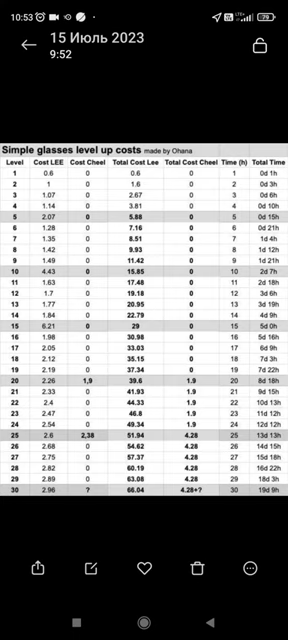 10:53
79
15 Июль 2023
9:52
Simple glasses level up costs made by Ohana
Level Cost LEE Cost Cheel Total Cost Lee Total Cost Cheel Time (h) Total Time
1 0.6 0 0.6 0 1 0d 1h
2 1 0 1.6 0 2 0d 3h
3 1.07 0 2.67 0 3 0d 6h
4 1.14 0 3.81 0 4 0d 10h
5 2.07 0 5.88 0 5 0d 15h
6 1.28 0 7.16 0 6 0d 21h
7 1.35 0 8.51 0 7 1d 4h
8 1.42 0 9.93 0 8 1d 12h
9 1.49 0 11.42 0 9 1d 21h
10 4.43 0 15.85 0 10 2d 7h
11 1.63 0 17.48 0 11 2d 18h
12 1.7 0 19.18 0 12 3d 6h
13 1.77 0 20.95 0 13 3d 19h
14 1.84 0 22.79 0 14 4d 9h
15 6.21 0 29 0 15 5d 0h
16 1.98 0 30.98 0 16 5d 16h
17 2.05 0 33.03 0 17 6d 9h
18 2.12 0 35.15 0 18 7d 3h
19 2.19 0 37.34 0 19 7d 22h
20 2.26 1,9 39.6 1.9 20 8d 18h
21 2.33 0 41.93 1.9 21 9d 15h
22 2.4 0 44.33 1.9 22 10d 13h
23 2.47 0 46.8 1.9 23 11d 12h
24 2.54 0 49.34 1.9 24 12d 12h
25 2.6 2,38 51.94 4.28 25 13d 13h
26 2.68 0 54.62 4.28 26 14d 15h
27 2.75 0 57.37 4.28 27 15d 18h
28 2.82 0 60.19 4.28 28 16d 22h
29 2.89 0 63.08 4.28 29 18d 3h
30 2.96 ? 66.04 4.28+? 30 19d 9h